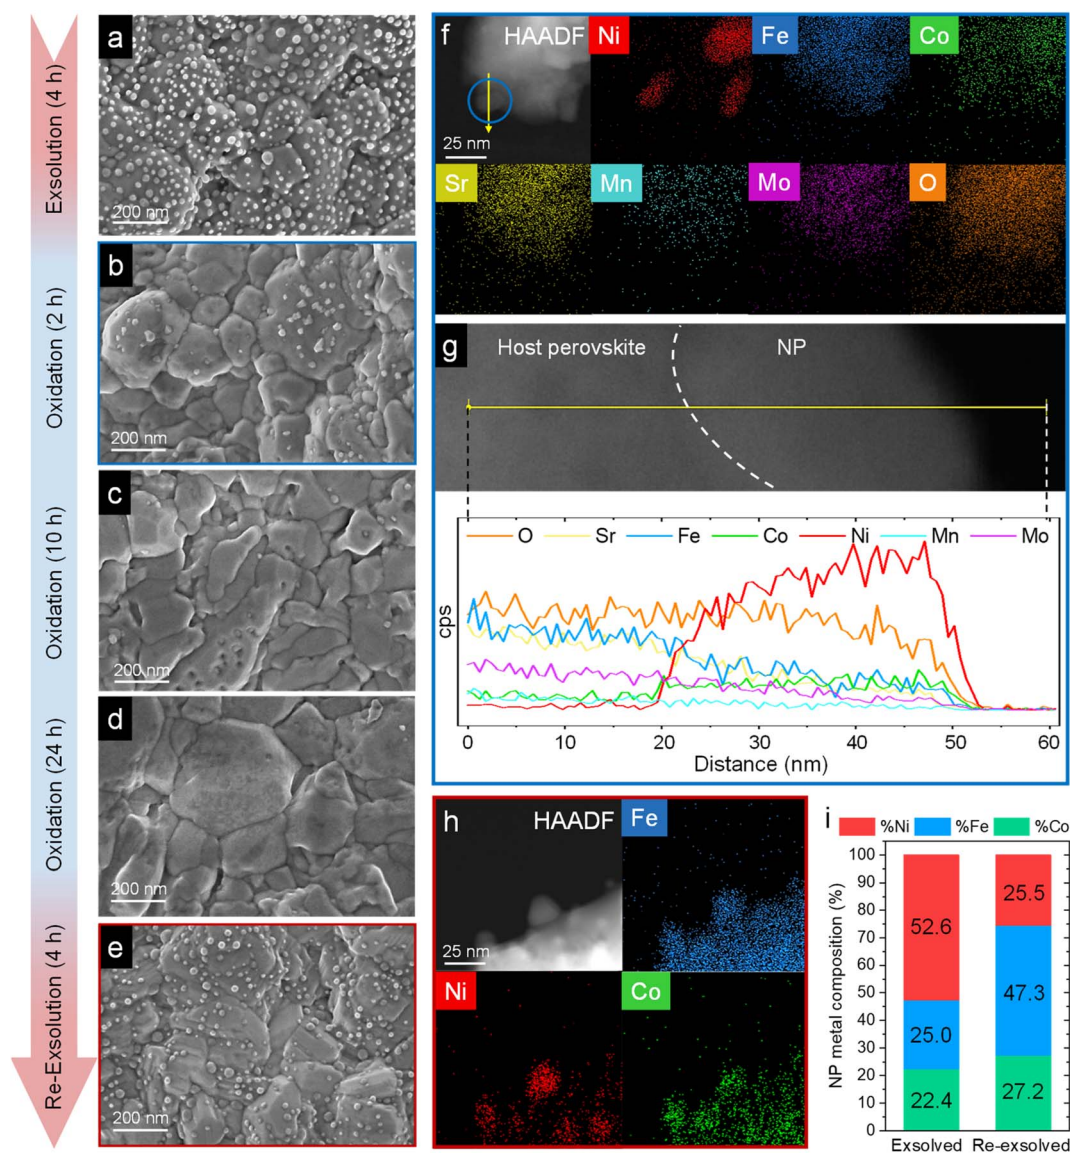 Exsolution (4 h)
Oxidation (2 h)
Oxidation (10 h)
Oxidation (24 h)
Re-Exsolution (4 h)
a
200 nm
b
200 nm
c
200 nm
d
200 nm
e
200 nm
f
HAADF
25 nm
Ni
Fe
Co
Sr
Mn
Mo
O
g
Host perovskite
NP
O Sr Fe Co Ni Mn Mo
cps
0 10 20 30 40 50 60
Distance (nm)
h
HAADF
25 nm
Fe
Ni
Co
i
%Ni %Fe %Co
NP metal composition (%)
100
90
80
70
60
50
40
30
20
10
0
52.6
25.0
22.4
25.5
47.3
27.2
Exsolved Re-exsolved